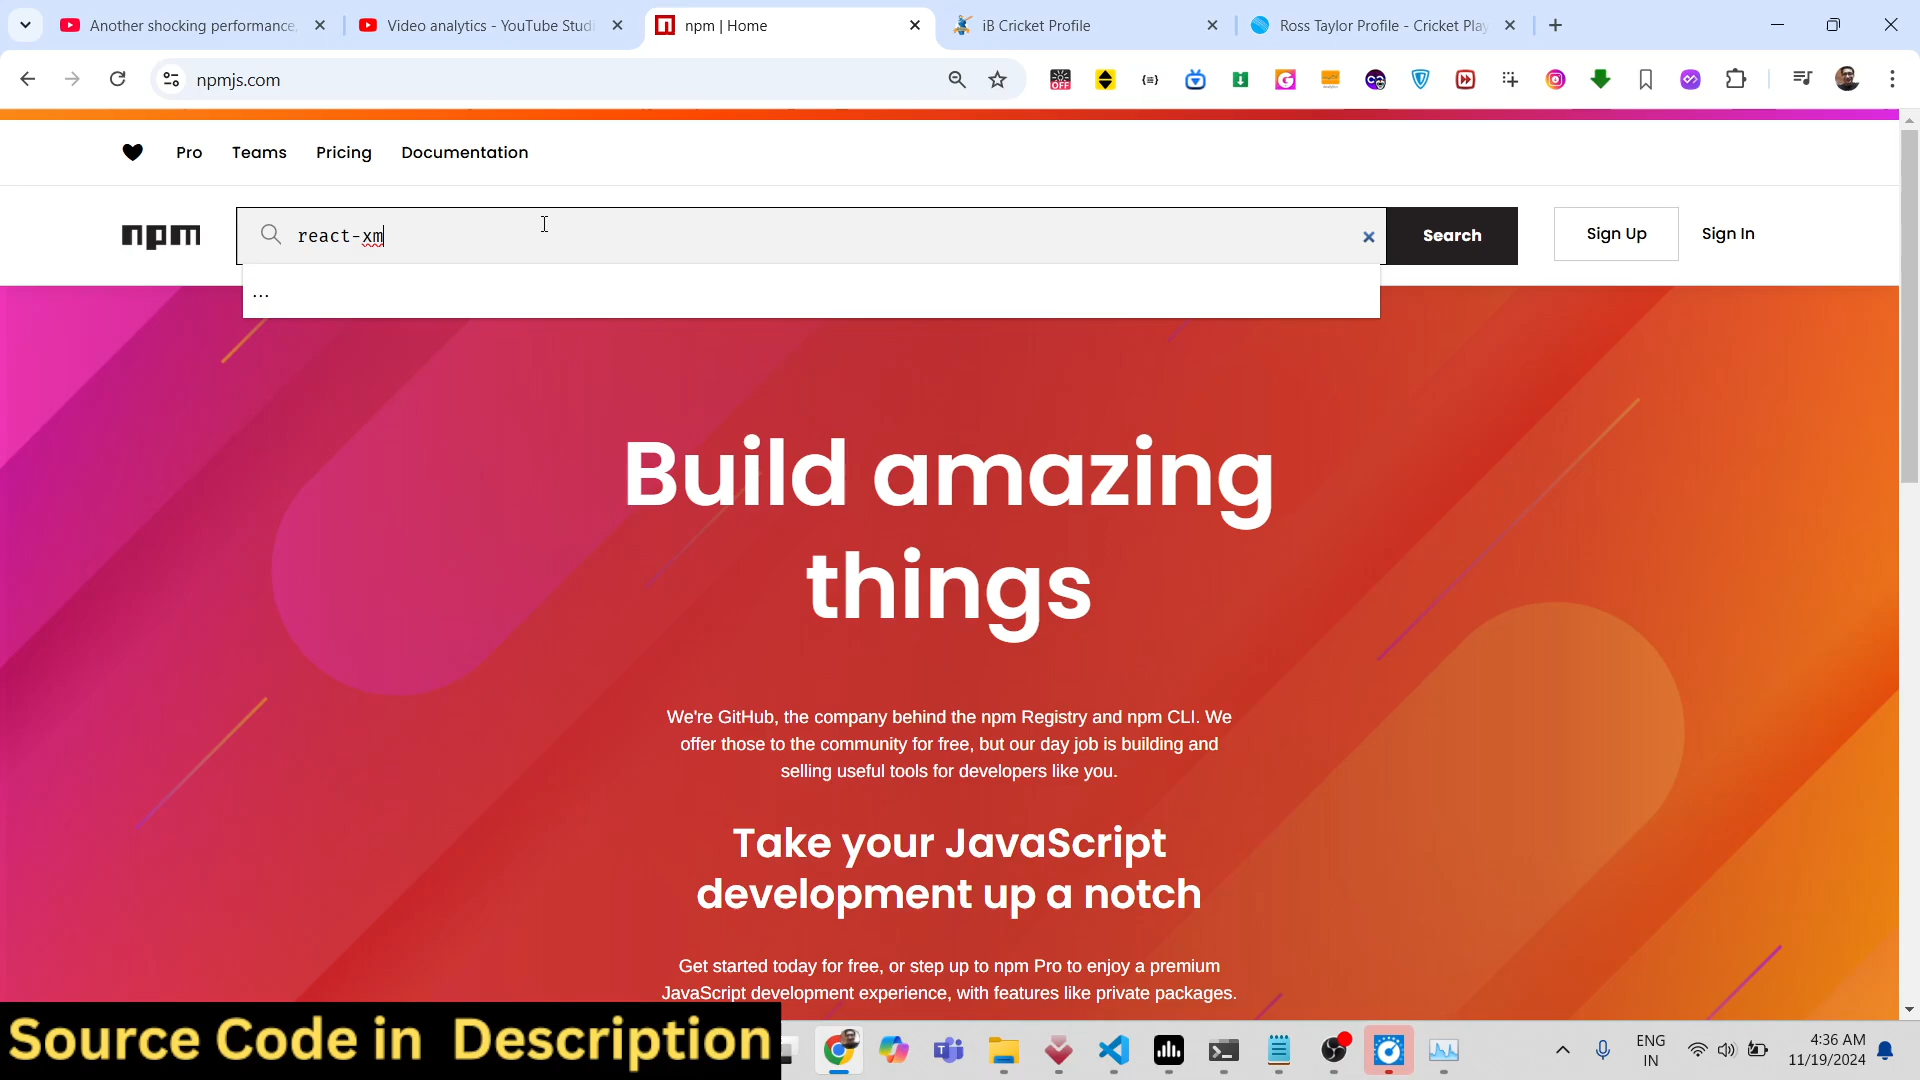 Another shocking performance.
Video analytics - YouTube Studi
npm | Home
iB Cricket Profile
Ross Taylor Profile - Cricket Play
npmjs.com
OFF
Pro
Teams
Pricing
Documentation
npm
react-xm
Search
Sign Up
Sign In
...
Build amazing
things
We're GitHub, the company behind the npm Registry and npm CLI. We
offer those to the community for free, but our day job is building and
selling useful tools for developers like you.
Take your JavaScript
development up a notch
Get started today for free, or step up to npm Pro to enjoy a premium
JavaScript development experience, with features like private packages.
Source Code in Description
ENG
IN
4:36 AM
11/19/2024